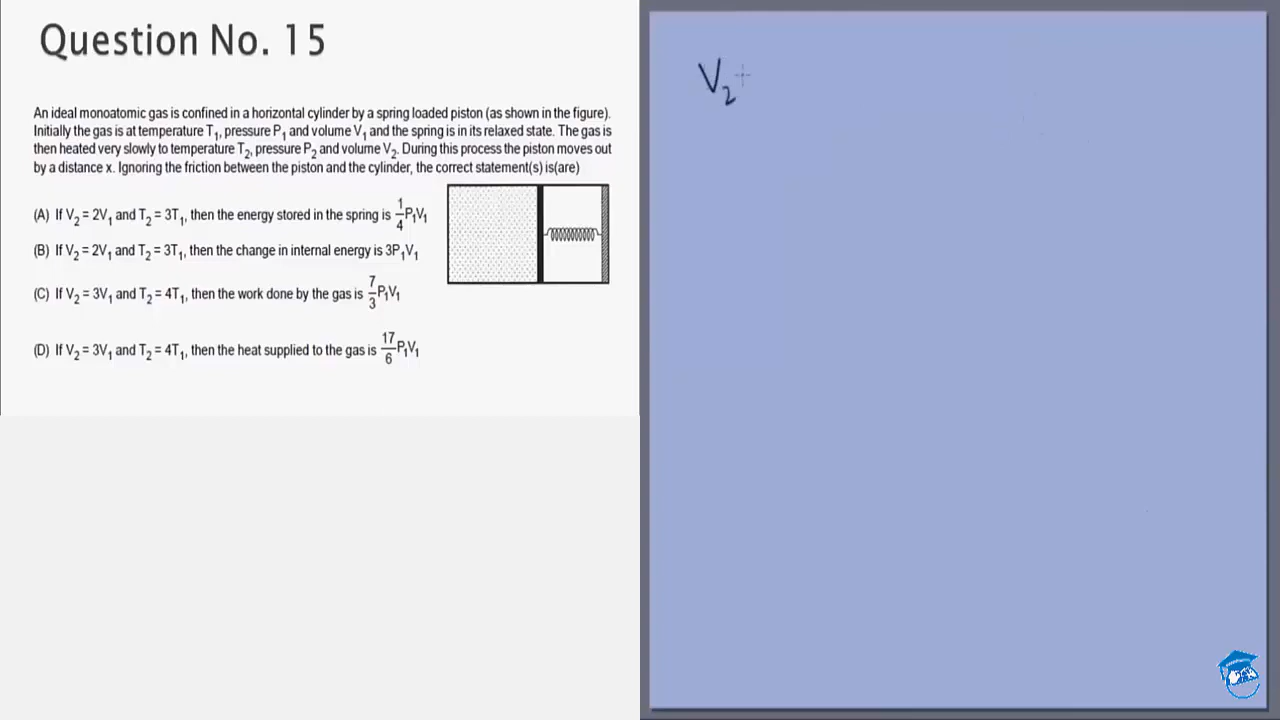 Question No. 15
An ideal monoatomic gas is confined in a horizontal cylinder by a spring loaded piston (as shown in the figure).
Initially the gas is at temperature T₁, pressure P₁ and volume V₁ and the spring is in its relaxed state. The gas is
then heated very slowly to temperature T₂, pressure P₂ and volume V₂. During this process the piston moves out
by a distance x. Ignoring the friction between the piston and the cylinder, the correct statement(s) is(are)
(A) If V₂ = 2V₁ and T₂ = 3T₁, then the energy stored in the spring is 1/4 P₁V₁
(B) If V₂ = 2V₁ and T₂ = 3T₁, then the change in internal energy is 3P₁V₁
(C) If V₂ = 3V₁ and T₂ = 4T₁, then the work done by the gas is 7/3 P₁V₁
(D) If V₂ = 3V₁ and T₂ = 4T₁, then the heat supplied to the gas is 17/6 P₁V₁
V₂